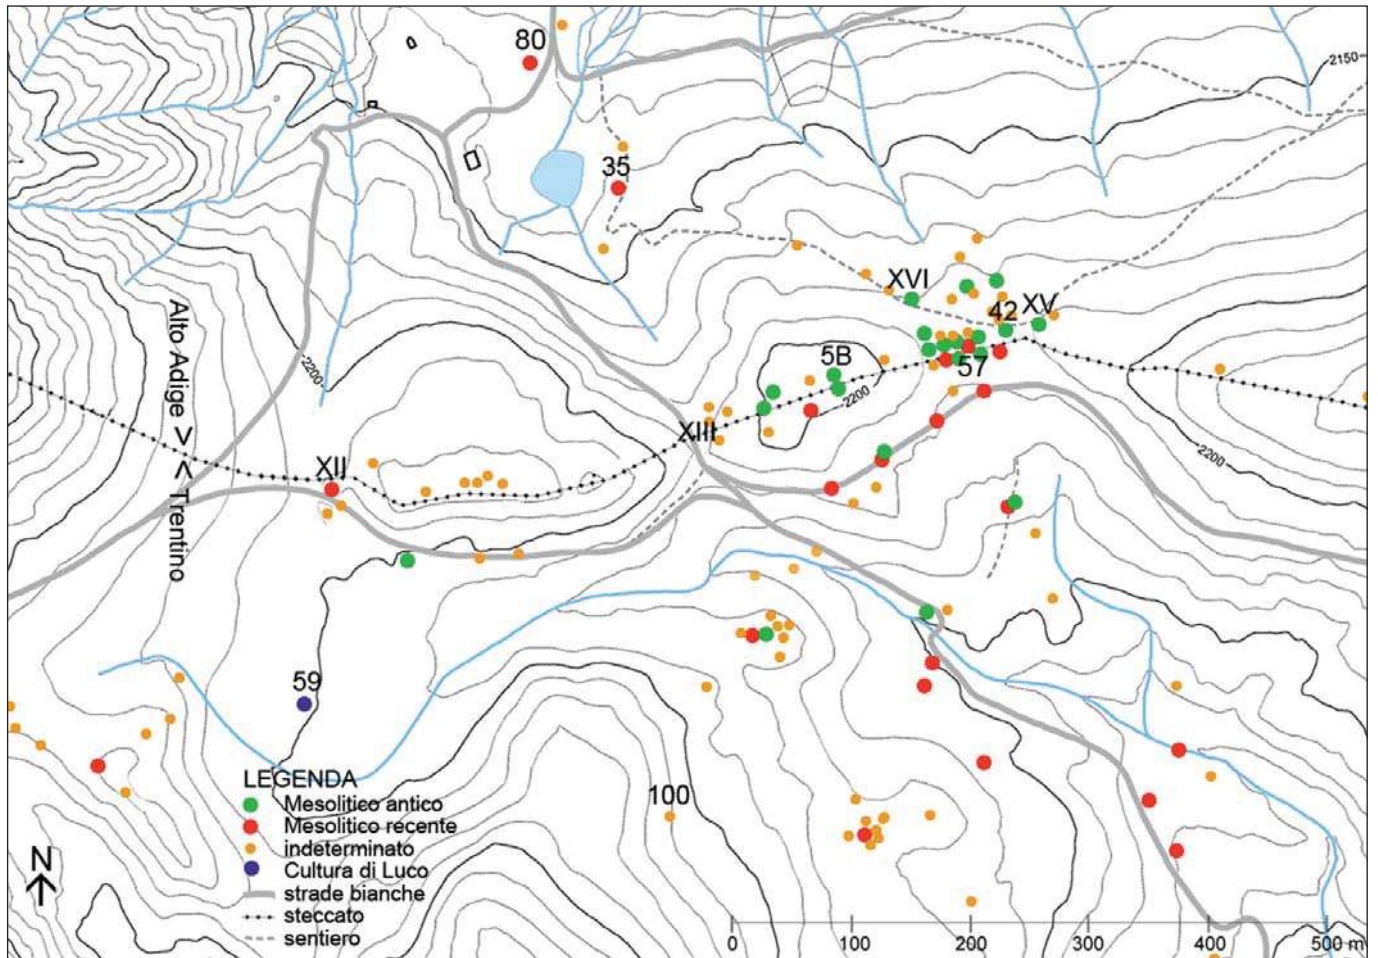 80
2150
35
XVI
42
XV
5B
57
2200
2200
XIII
2200
XII
Alto Adige > < Trentino
59
100
LEGENDA
Mesolitico antico
Mesolitico recente
indeterminato
Cultura di Luco
strade bianche
steccato
sentiero
N
0 100 200 300 400 500 m